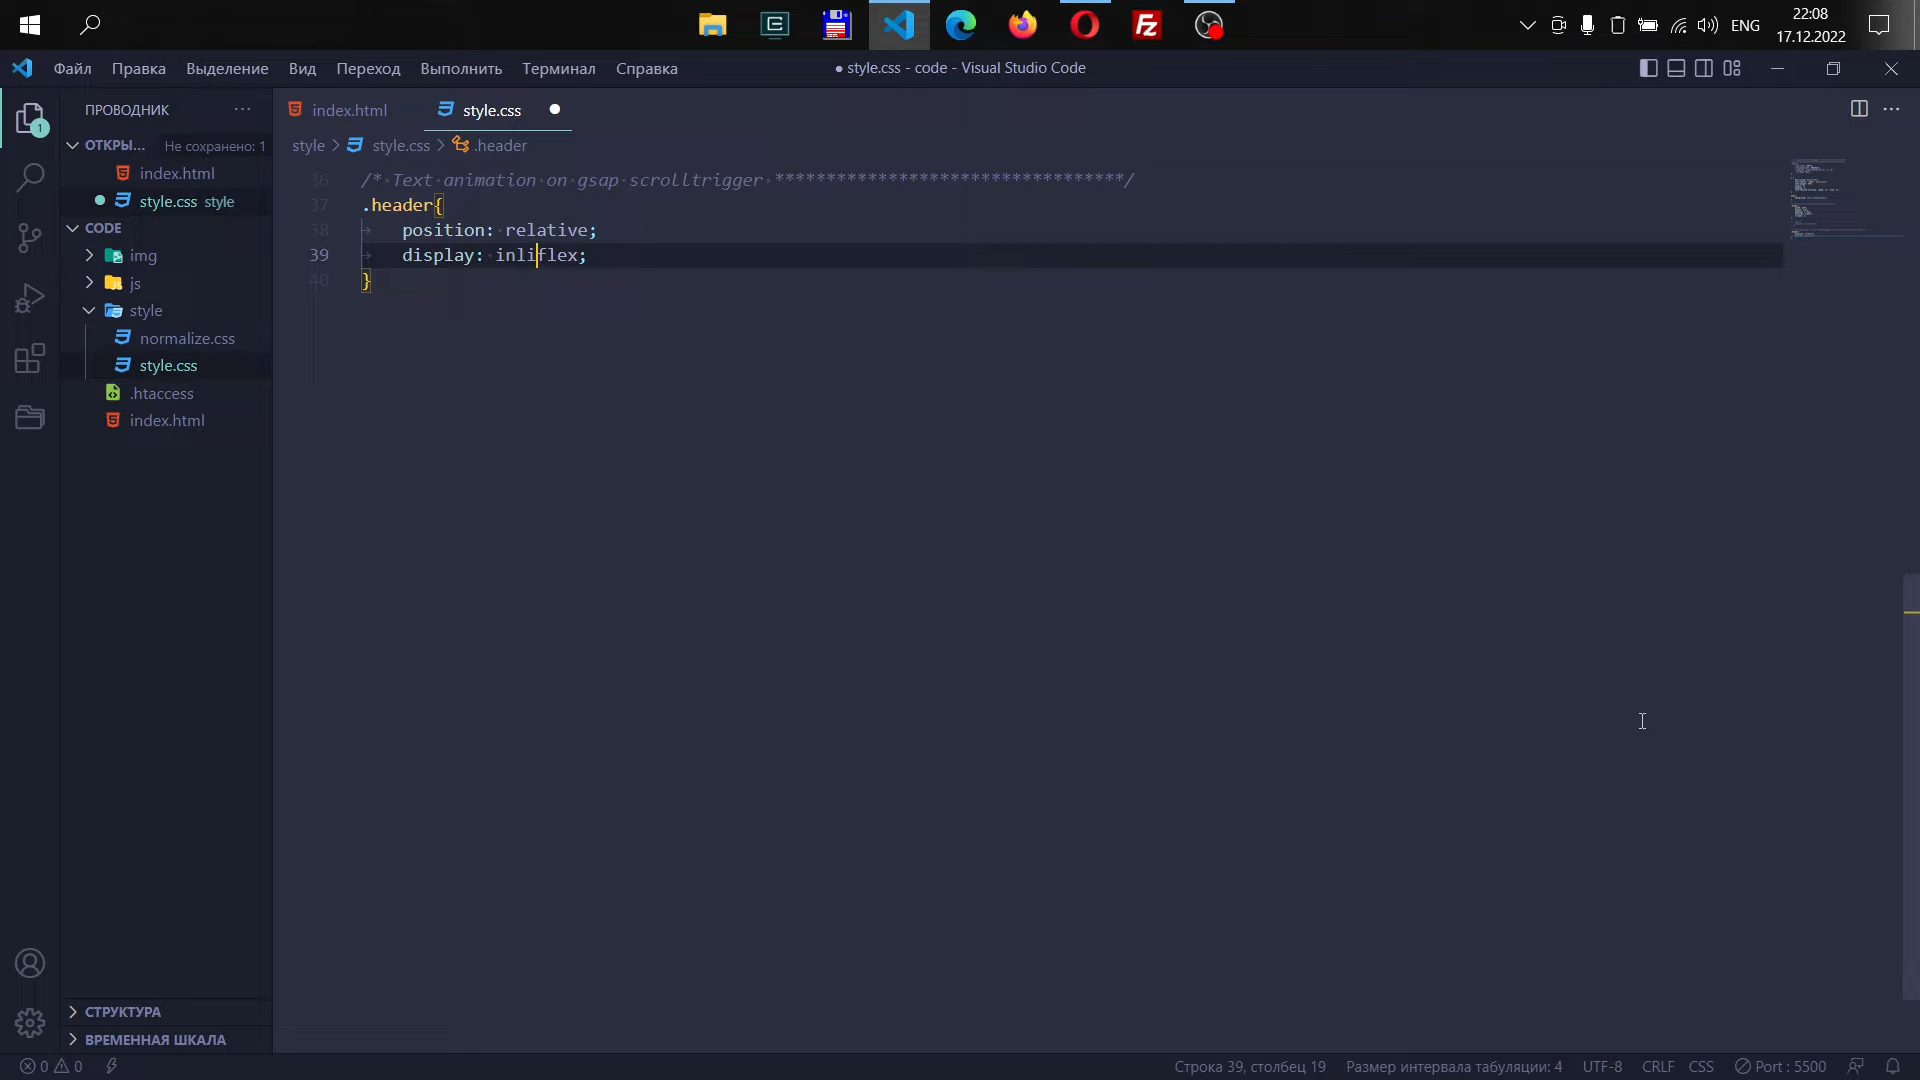 ENG
22:08
17.12.2022
Файл Правка Выделение Вид Переход Выполнить Терминал Справка
● style.css - code - Visual Studio Code
ПРОВОДНИК ···
index.html
style.css
ОТКРЫ... Не сохранено: 1
style > style.css > .header
index.html
style.css style
CODE
img
js
style
normalize.css
style.css
.htaccess
index.html
36 /*·Text·animation·on·gsap·scrolltrigger·**********************************/
37 .header{
38 position:·relative;
39 display:·inliflex;
40 }
1
СТРУКТУРА
ВРЕМЕННАЯ ШКАЛА
0 0
Строка 39, столбец 19 Размер интервала табуляции: 4 UTF-8 CRLF CSS Port : 5500